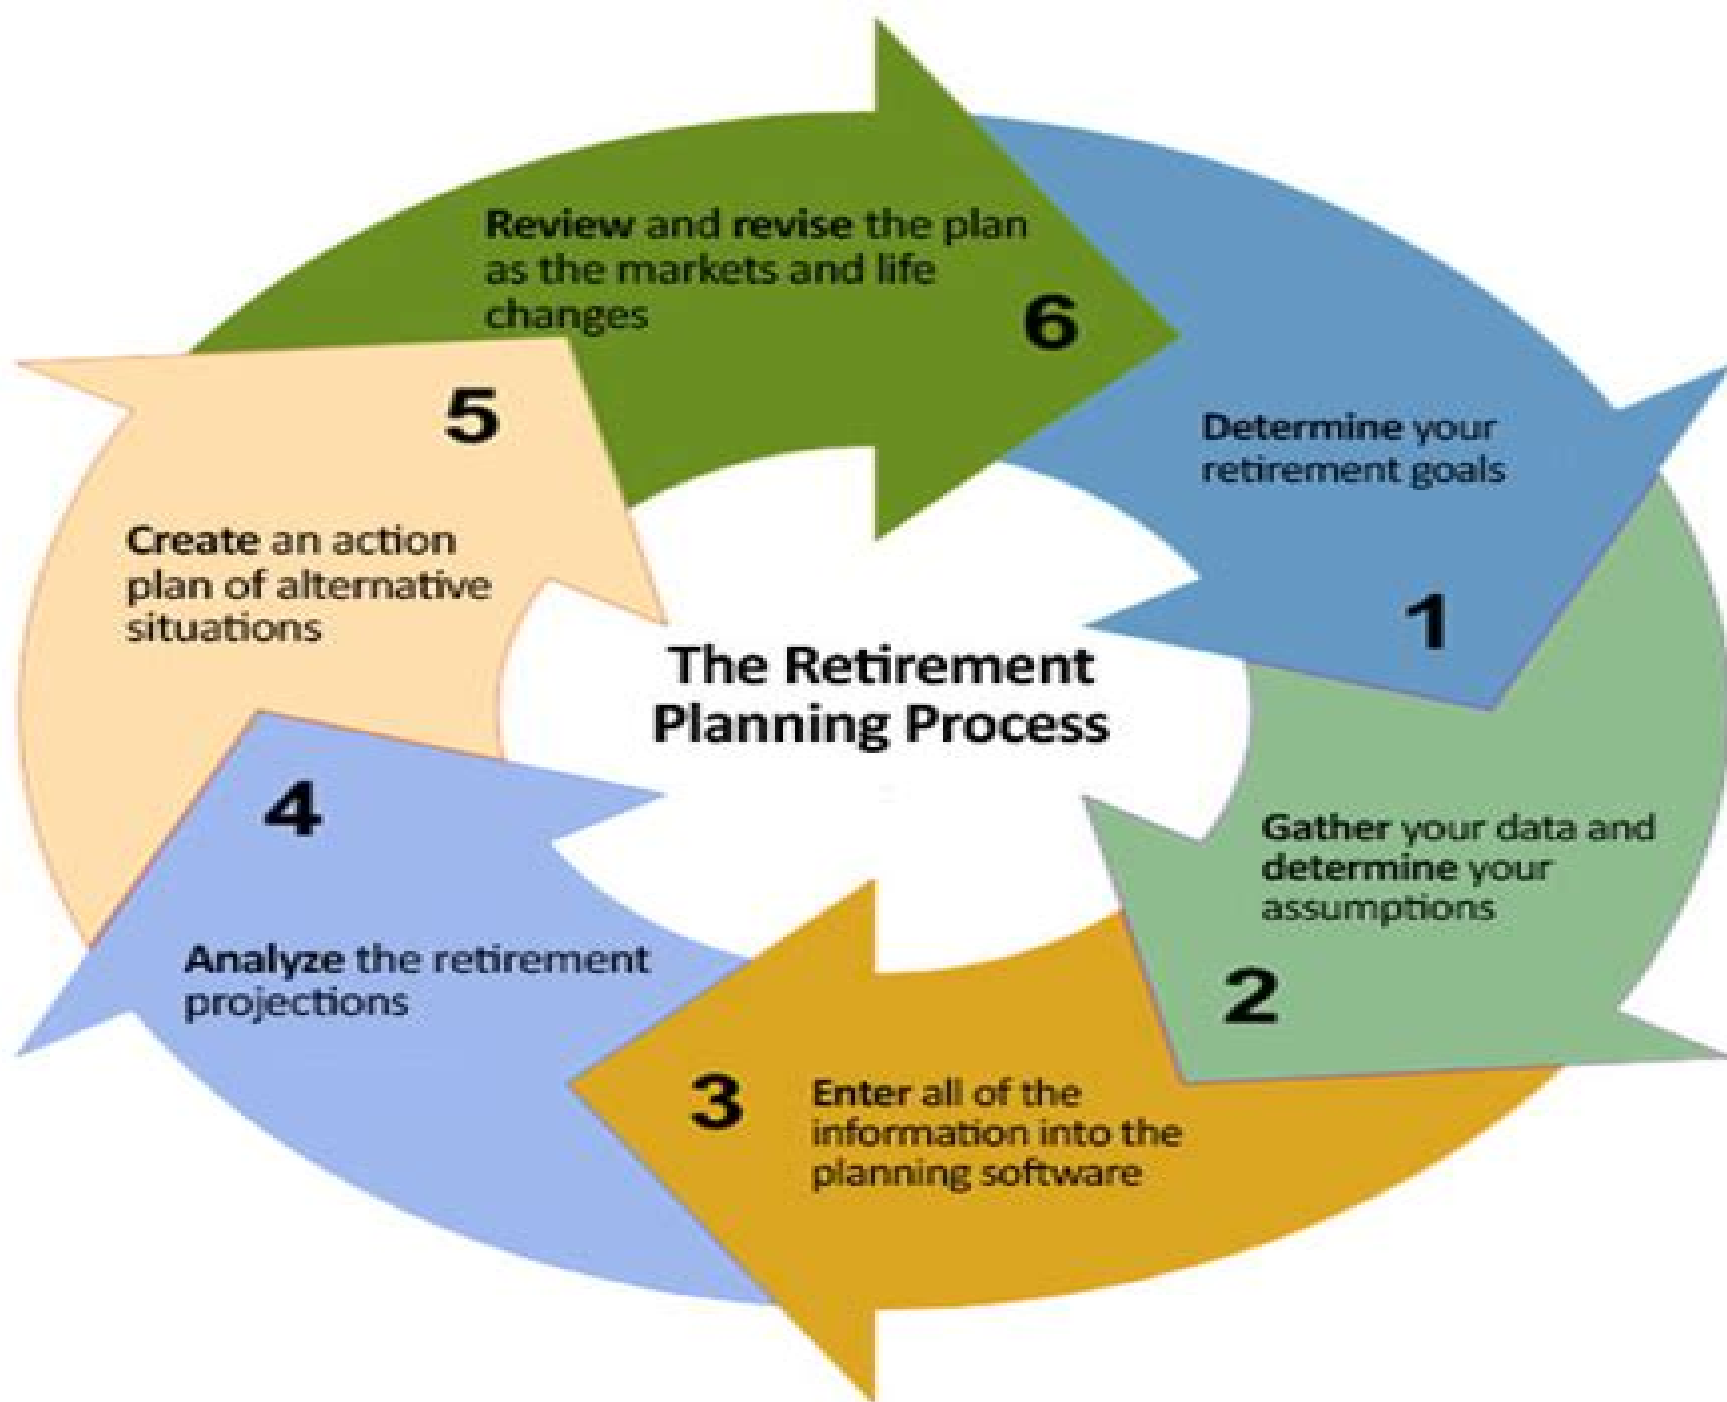 The Retirement
Planning Process
Determine your
retirement goals
1
Gather your data and
determine your
assumptions
2
3
Enter all of the
information into the
planning software
4
Analyze the retirement
projections
5
Create an action
plan of alternative
situations
Review and revise the plan
as the markets and life
changes
6